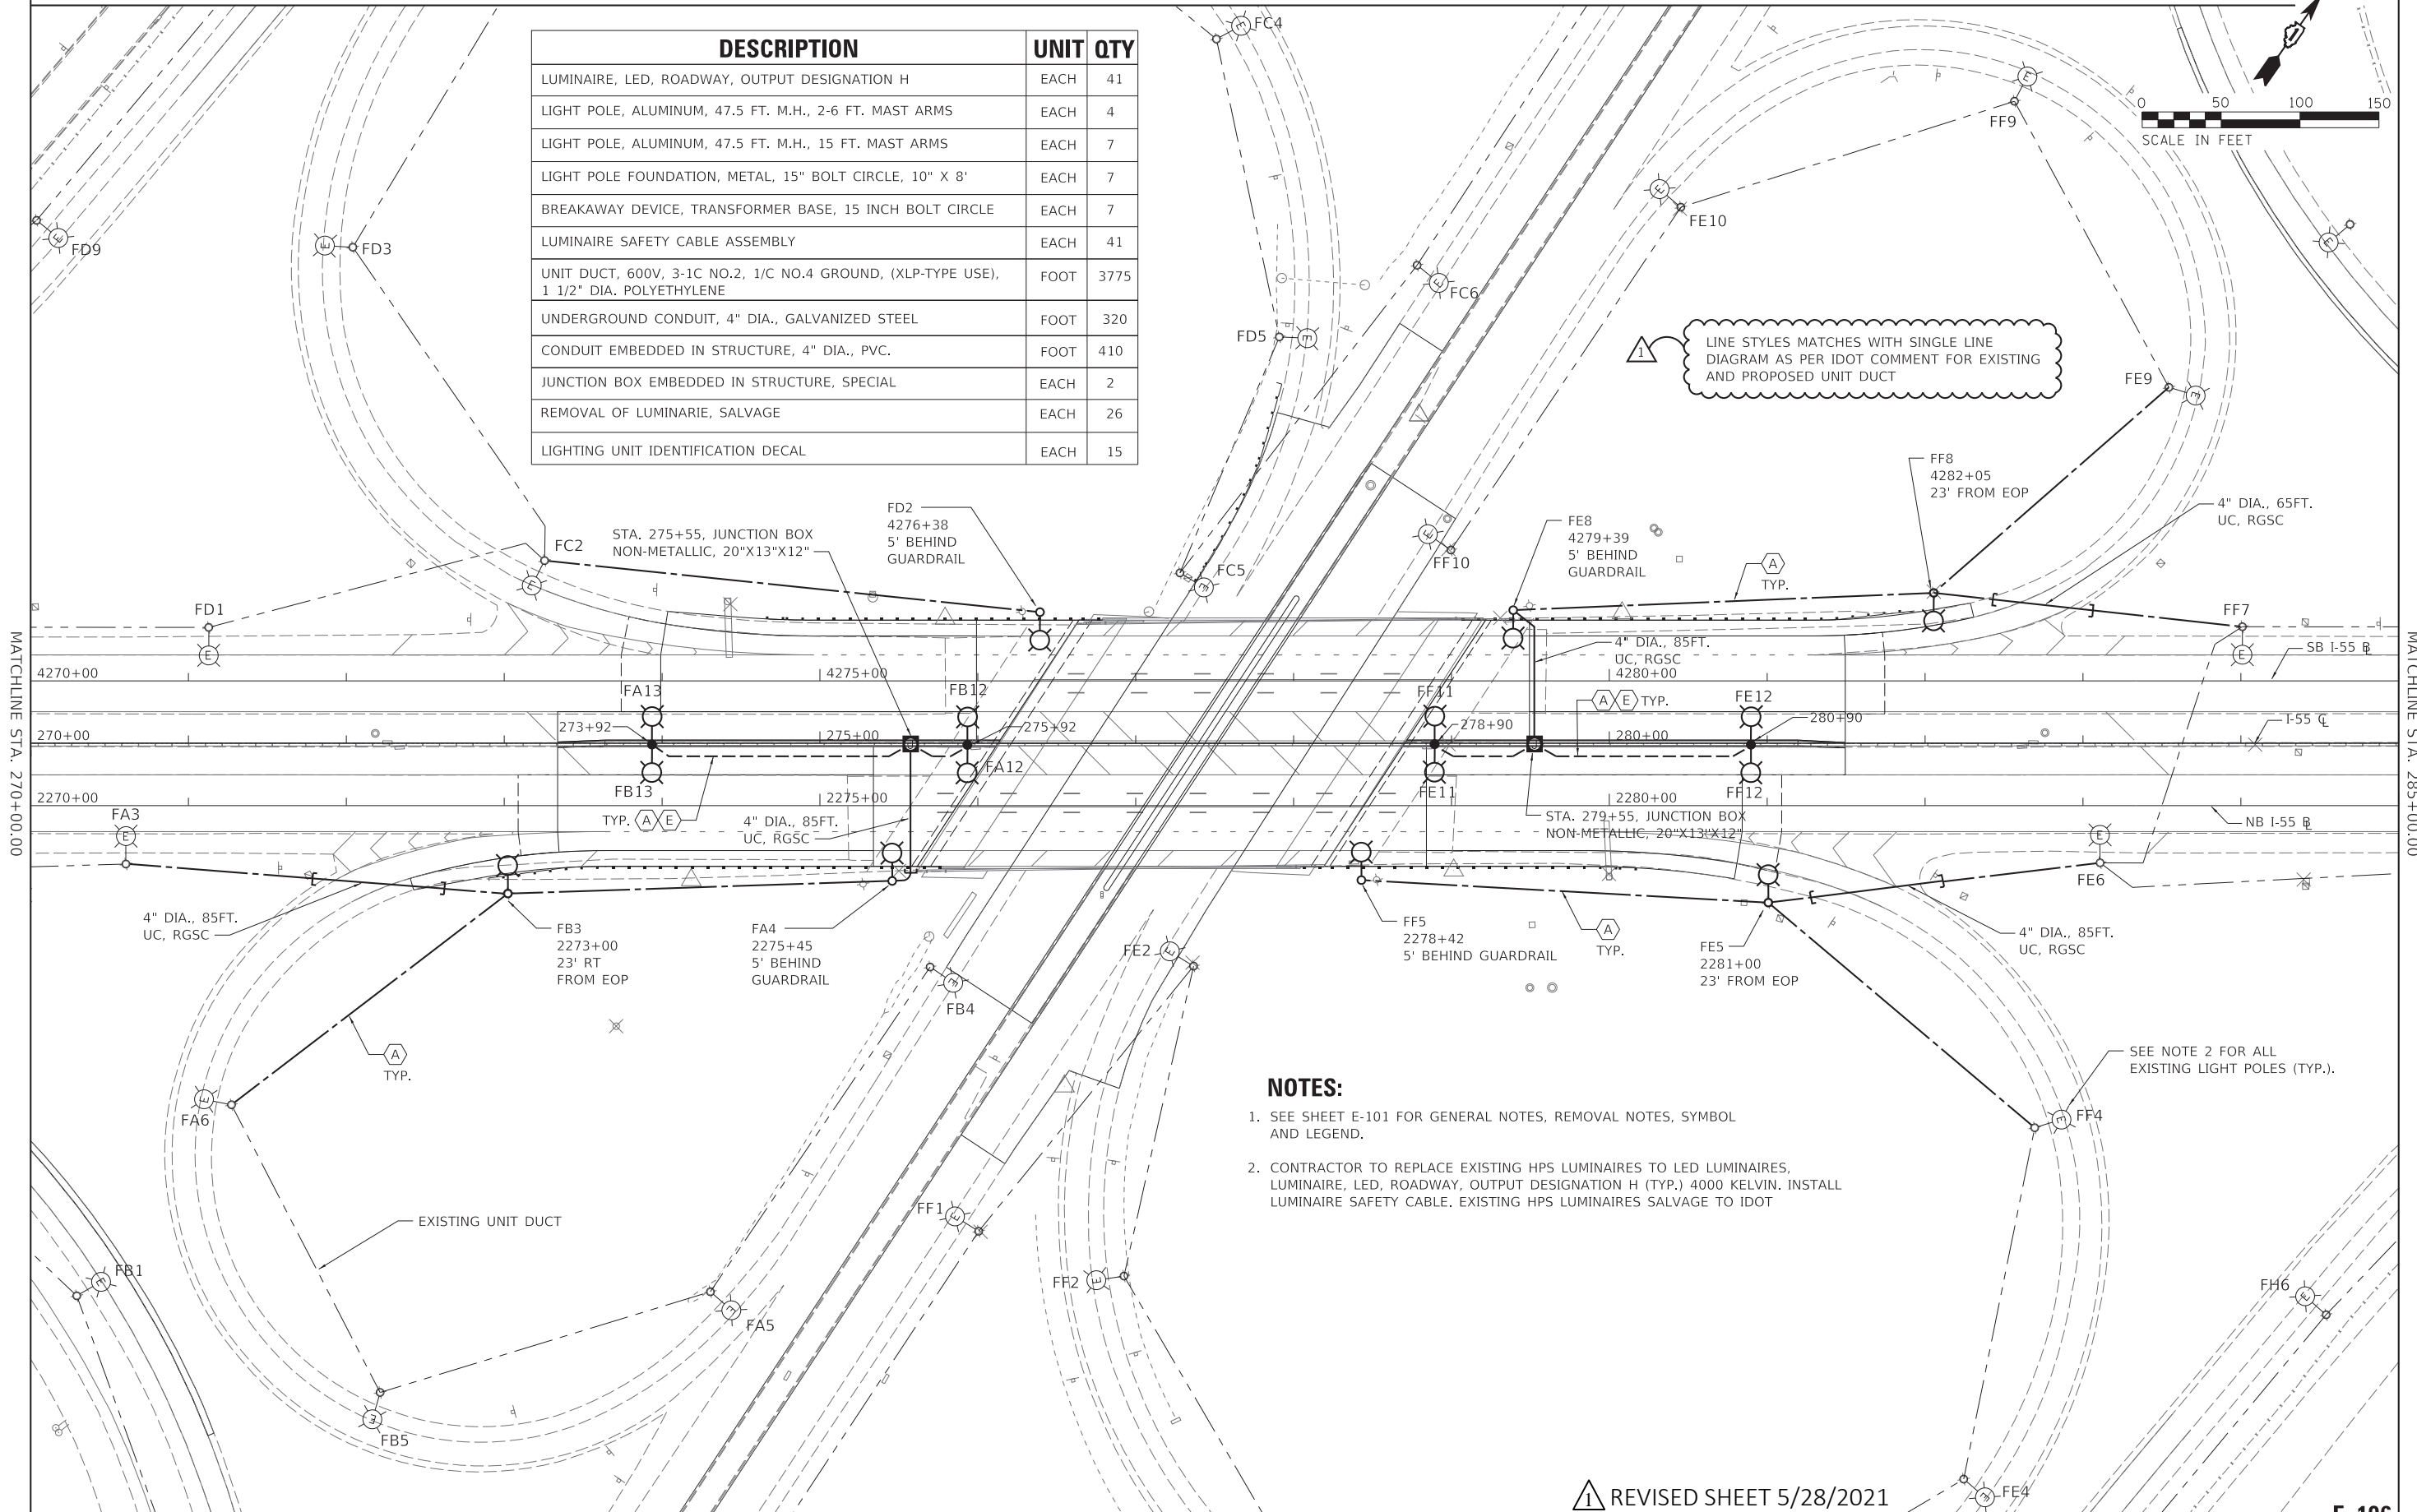 DESCRIPTION UNIT QTY
LUMINAIRE, LED, ROADWAY, OUTPUT DESIGNATION H EACH 41
LIGHT POLE, ALUMINUM, 47.5 FT. M.H., 2-6 FT. MAST ARMS EACH 4
LIGHT POLE, ALUMINUM, 47.5 FT. M.H., 15 FT. MAST ARMS EACH 7
LIGHT POLE FOUNDATION, METAL, 15" BOLT CIRCLE, 10" X 8' EACH 7
BREAKAWAY DEVICE, TRANSFORMER BASE, 15 INCH BOLT CIRCLE EACH 7
LUMINAIRE SAFETY CABLE ASSEMBLY EACH 41
UNIT DUCT, 600V, 3-1C NO.2, 1/C NO.4 GROUND, (XLP-TYPE USE),
1 1/2" DIA. POLYETHYLENE FOOT 3775
UNDERGROUND CONDUIT, 4" DIA., GALVANIZED STEEL FOOT 320
CONDUIT EMBEDDED IN STRUCTURE, 4" DIA., PVC. FOOT 410
JUNCTION BOX EMBEDDED IN STRUCTURE, SPECIAL EACH 2
REMOVAL OF LUMINARIE, SALVAGE EACH 26
LIGHTING UNIT IDENTIFICATION DECAL EACH 15
FC4
FF9
0 50 100 150
SCALE IN FEET
FD9
FD3
FE10
FC6
FD5
1
LINE STYLES MATCHES WITH SINGLE LINE
DIAGRAM AS PER IDOT COMMENT FOR EXISTING
AND PROPOSED UNIT DUCT
FE9
FF8
4282+05
23' FROM EOP
4" DIA., 65FT.
UC, RGSC
FC2
STA. 275+55, JUNCTION BOX
NON-METALLIC, 20"X13"X12"
FD2
4276+38
5' BEHIND
GUARDRAIL
FC5
FF10
FE8
4279+39
5' BEHIND
GUARDRAIL
A
TYP.
FD1
FF7
4" DIA., 85FT.
UC, RGSC
SB I-55 B
4270+00
4275+00
4280+00
FA13
FB12
FF11
FE12
A E TYP.
273+92
275+92
278+90
280+90
I-55 C
270+00
275+00
280+00
MATCHLINE STA. 270+00.00
MATCHLINE STA. 285+00.00
FB13
FA12
FE11
FF12
2270+00
2275+00
2280+00
FA3
TYP. A E
4" DIA., 85FT.
UC, RGSC
STA. 279+55, JUNCTION BOX
NON-METALLIC, 20"X13"X12"
NB I-55 B
FE6
4" DIA., 85FT.
UC, RGSC
FB3
2273+00
23' RT
FROM EOP
FA4
2275+45
5' BEHIND
GUARDRAIL
FB4
FE2
FF5
2278+42
5' BEHIND GUARDRAIL
A
TYP.
FE5
2281+00
23' FROM EOP
4" DIA., 85FT.
UC, RGSC
A
TYP.
SEE NOTE 2 FOR ALL
EXISTING LIGHT POLES (TYP.).
FA6
FF4
NOTES:
1. SEE SHEET E-101 FOR GENERAL NOTES, REMOVAL NOTES, SYMBOL
AND LEGEND.
2. CONTRACTOR TO REPLACE EXISTING HPS LUMINAIRES TO LED LUMINAIRES,
LUMINAIRE, LED, ROADWAY, OUTPUT DESIGNATION H (TYP.) 4000 KELVIN. INSTALL
LUMINAIRE SAFETY CABLE. EXISTING HPS LUMINAIRES SALVAGE TO IDOT
FF1
EXISTING UNIT DUCT
FB1
FF2
FH6
FA5
FB5
FE4
1 REVISED SHEET 5/28/2021